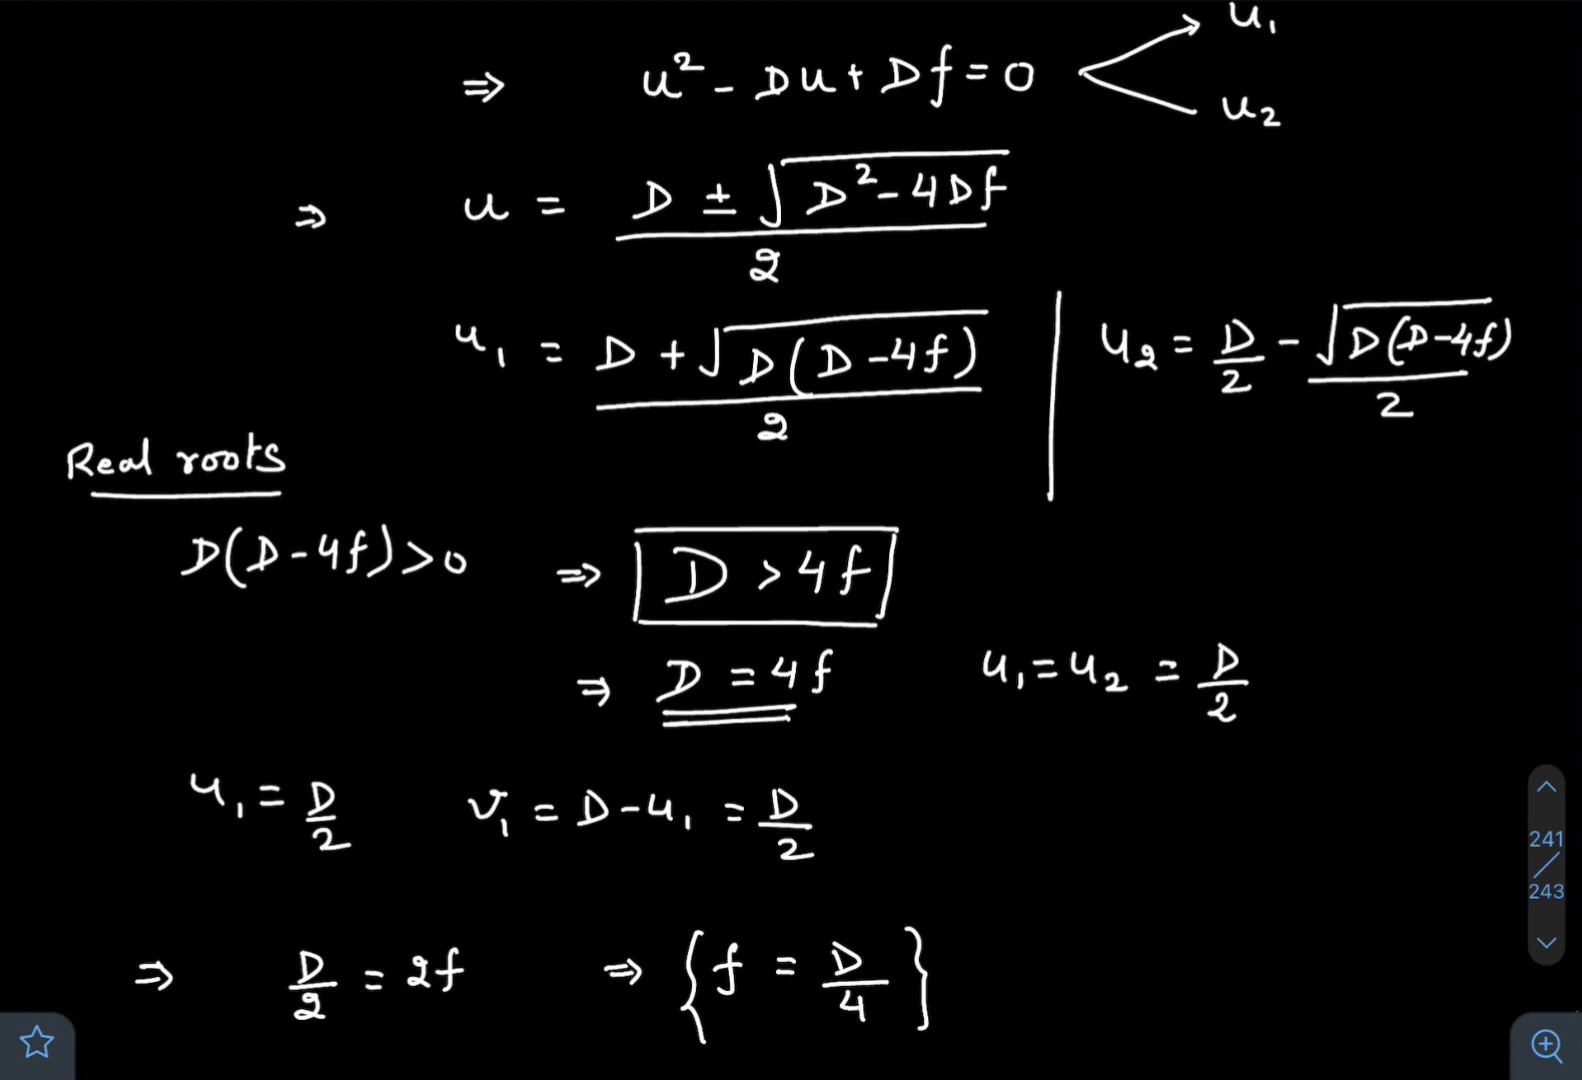 ⇒ u² - Du + Df = 0 → u₁
u₂
⇒ u = (D ± √(D² - 4Df)) / 2
u₁ = (D + √(D(D - 4f))) / 2 | u₂ = D/2 - √(D(D-4f)) / 2
Real roots
D(D-4f) > 0 ⇒ D > 4f
⇒ D = 4f u₁ = u₂ = D/2
u₁ = D/2 v₁ = D - u₁ = D/2
⇒ D/2 = 2f ⇒ { f = D/4 }
241
/
243